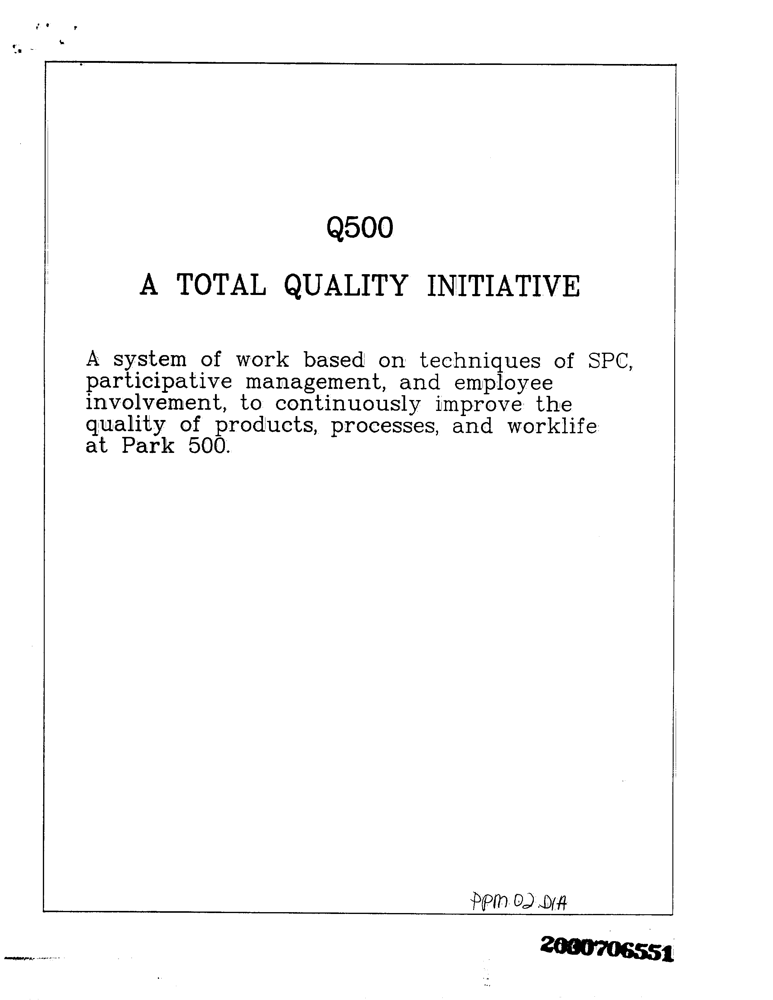 Q500
A TOTAL QUALITY INITIATIVE
A system of work based on techniques of SPC,
participative management, and employee
involvement, to continuously improve the
quality of products, processes, and worklife
at Park 500.
PPM 02 .DIA
2000706551